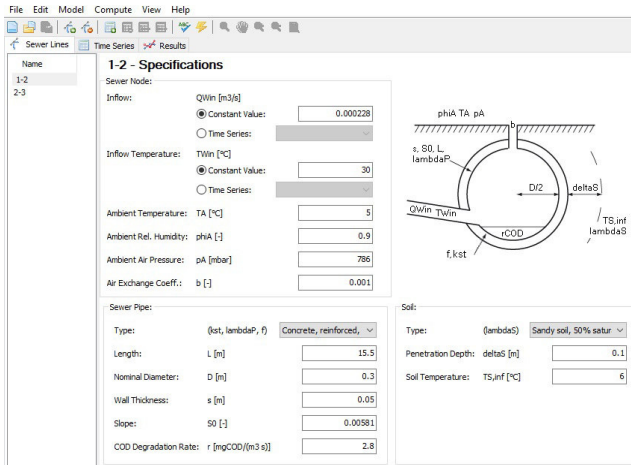 File Edit Model Compute View Help
Sewer Lines Time Series Results
Name
1-2
2-3
1-2 - Specifications
Sewer Node:
Inflow: QWin [m3/s]
Constant Value: 0.000228
Time Series:
Inflow Temperature: TWin [°C]
Constant Value: 30
Time Series:
Ambient Temperature: TA [°C] 5
Ambient Rel. Humidity: phiA [-] 0.9
Ambient Air Pressure: pA [mbar] 786
Air Exchange Coeff.: b [-] 0.001
phiA TA pA
b
s, S0, L,
lambdaP
D/2 deltaS
QWin TWin
TS,inf
lambdaS
rCOD
f,kst
Sewer Pipe:
Type: (kst, lambdaP, f) Concrete, reinforced,
Length: L [m] 15.5
Nominal Diameter: D [m] 0.3
Wall Thickness: s [m] 0.05
Slope: S0 [-] 0.00581
COD Degradation Rate: r [mgCOD/(m3 s)] 2.8
Soil:
Type: (lambdaS) Sandy soil, 50% satur
Penetration Depth: deltaS [m] 0.1
Soil Temperature: TS,inf [°C] 6